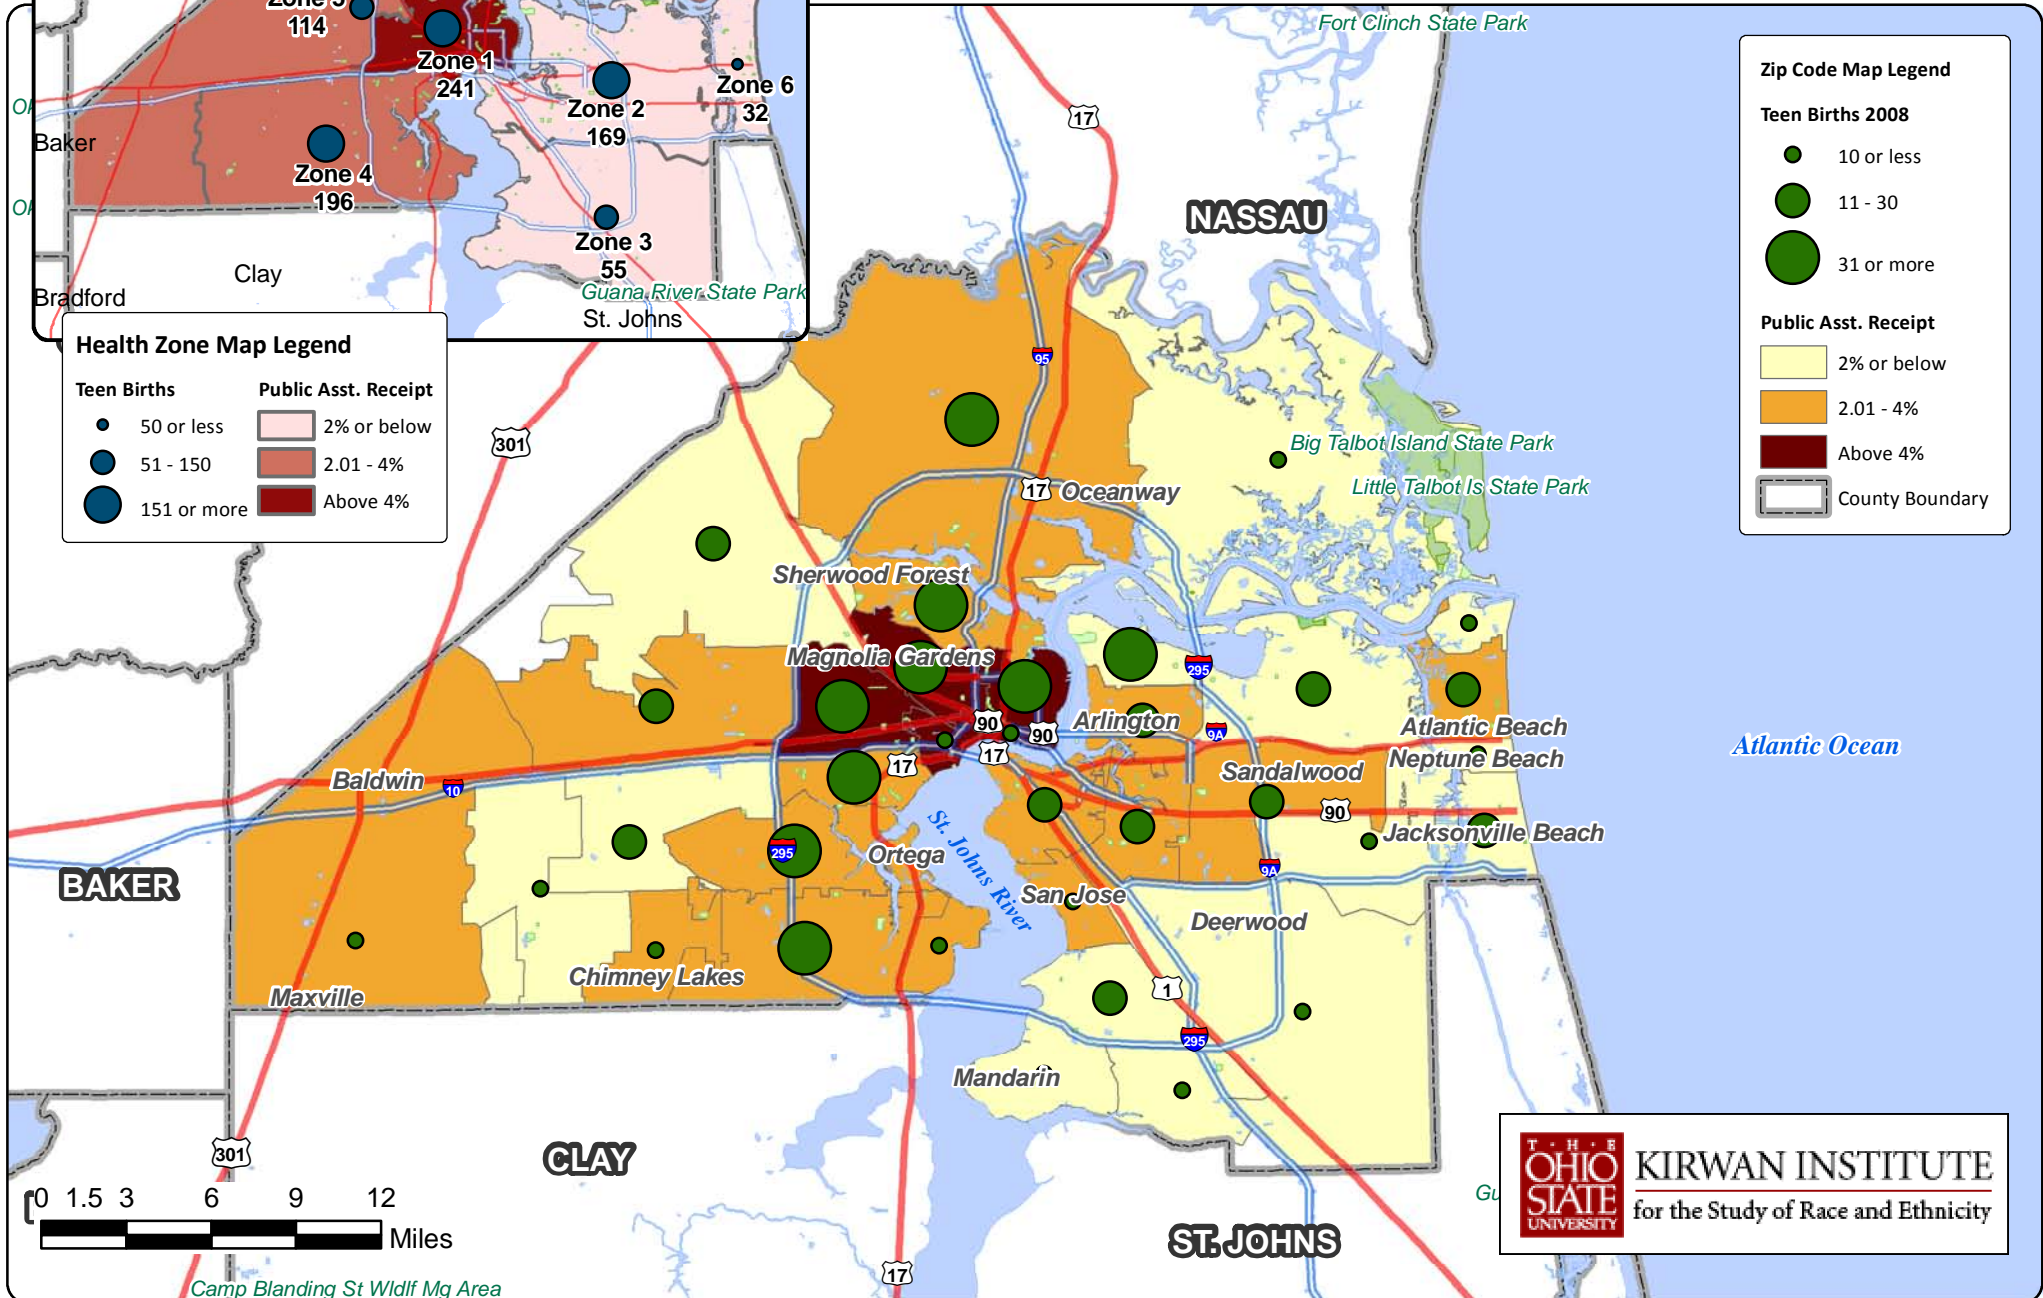 Zone 5
114
Zone 1
241
Zone 2
169
Zone 6
32
Baker
Zone 4
196
Zone 3
55
Clay
Bradford
Guana River State Park
St. Johns
Health Zone Map Legend
Teen Births
Public Asst. Receipt
50 or less
2% or below
51 - 150
2.01 - 4%
151 or more
Above 4%
Fort Clinch State Park
Zip Code Map Legend
Teen Births 2008
10 or less
11 - 30
31 or more
Public Asst. Receipt
2% or below
2.01 - 4%
Above 4%
County Boundary
17
NASSAU
95
301
Big Talbot Island State Park
Little Talbot Is State Park
17
Oceanway
Sherwood Forest
Magnolia Gardens
295
90
Arlington
90
9A
Atlantic Beach
17
17
Neptune Beach
Atlantic Ocean
Baldwin
10
Sandalwood
90
Jacksonville Beach
295
Ortega
St. Johns River
9A
BAKER
San Jose
Deerwood
Chimney Lakes
Maxville
1
295
Mandarin
301
CLAY
0 1.5 3 6 9 12
Miles
ST. JOHNS
17
Camp Blanding St Wldlf Mg Area
Gu
T · H · E
OHIO
STATE
UNIVERSITY
KIRWAN INSTITUTE
for the Study of Race and Ethnicity